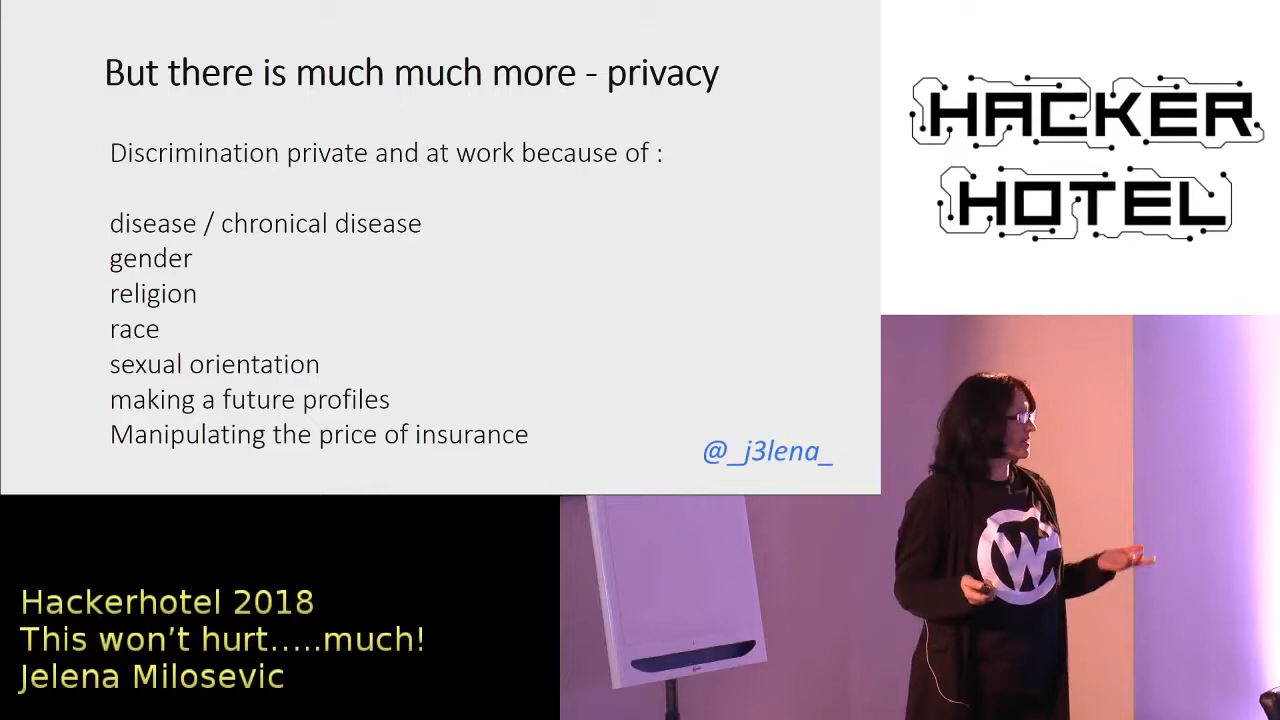 But there is much much more - privacy
Discrimination private and at work because of :
disease / chronical disease
gender
religion
race
sexual orientation
making a future profiles
Manipulating the price of insurance
@_j3lena_
HACKER
HOTEL
W
Hackerhotel 2018
This won't hurt.....much!
Jelena Milosevic